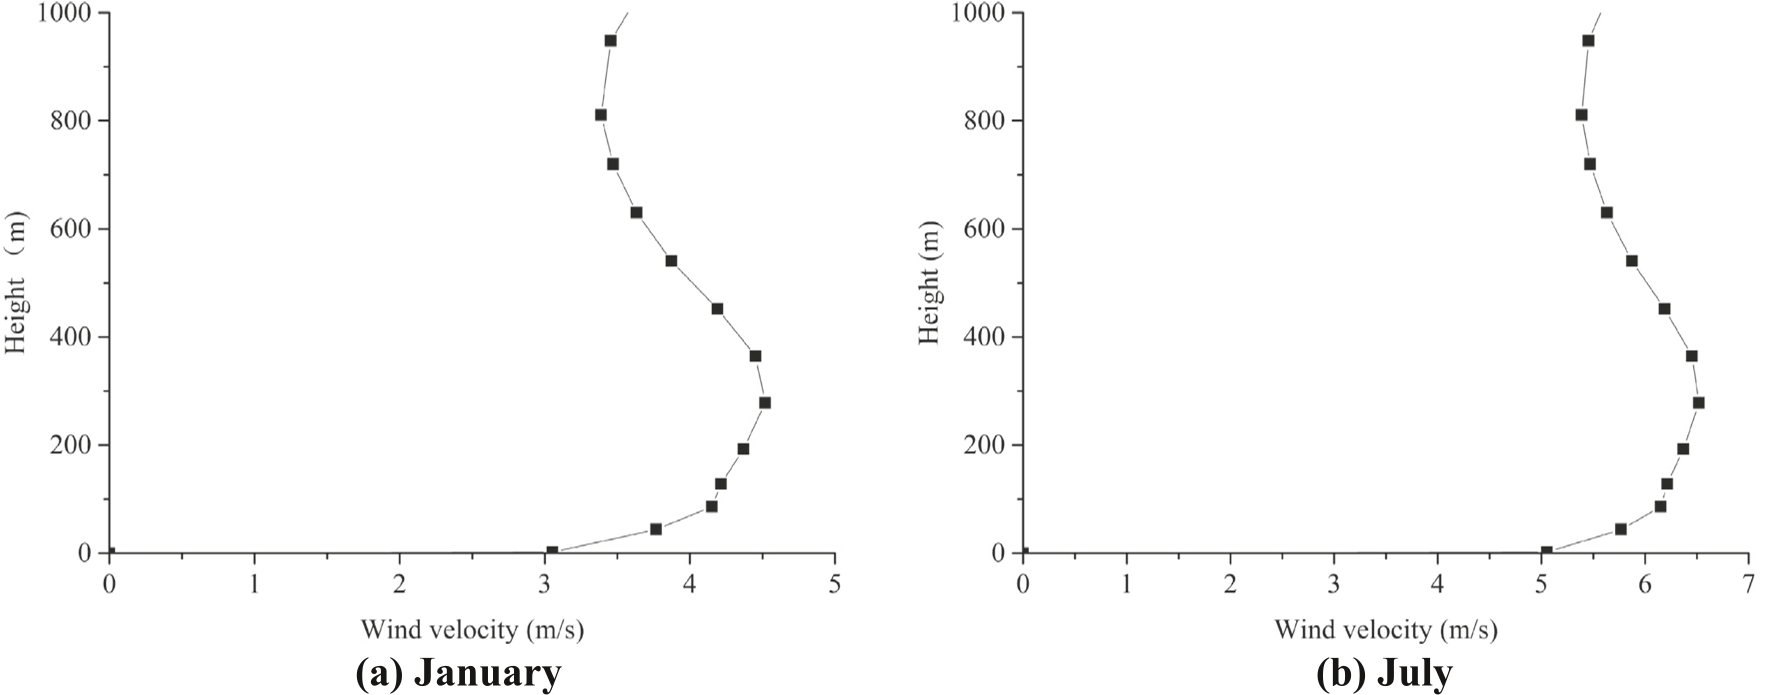 1000
800
600
400
200
0
Height （m)
0 1 2 3 4 5
Wind velocity (m/s)
(a) January
1000
800
600
400
200
0
Height (m)
0 1 2 3 4 5 6 7
Wind velocity (m/s)
(b) July